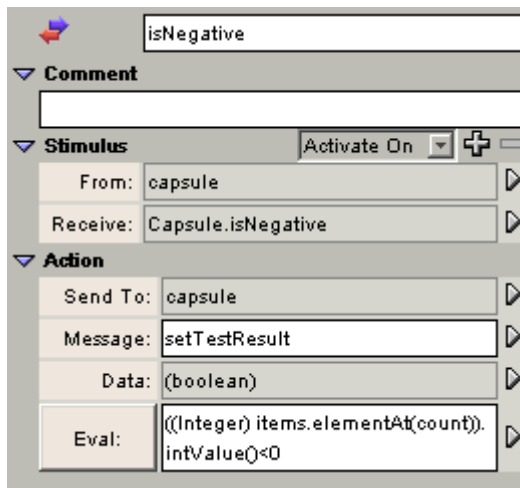 isNegative
Comment
Stimulus
Activate On
From: capsule
Receive: Capsule.isNegative
Action
Send To: capsule
Message: setTestResult
Data: (boolean)
Eval: ((Integer) items.elementAt(count)).
intValue()<0